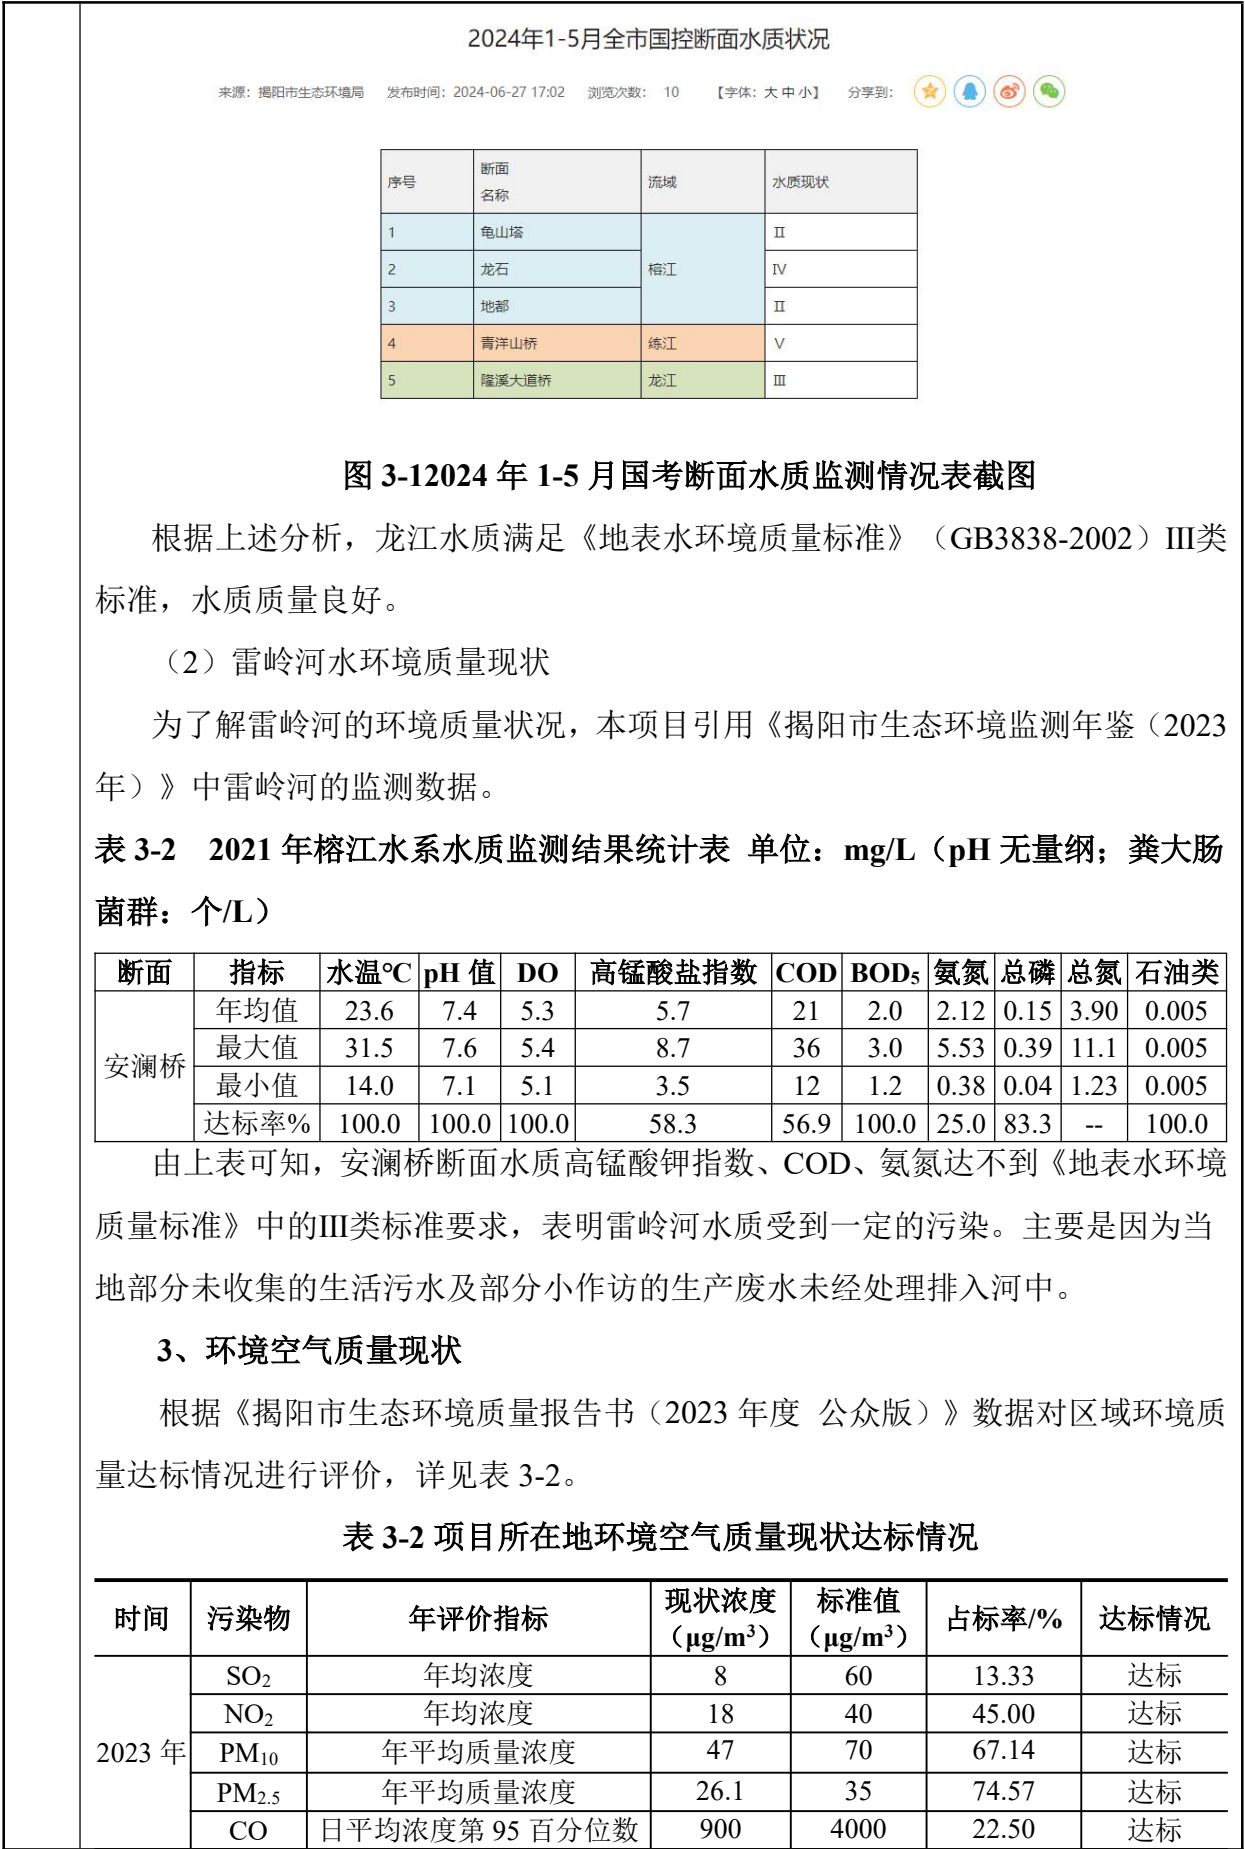 2024年1-5月全市国控断面水质状况
来源：揭阳市生态环境局 发布时间：2024-06-27 17:02 浏览次数： 10 【字体：大 中 小】 分享到：
序号 断面名称 流域 水质现状
1 龟山塔 榕江 Ⅱ
2 龙石 Ⅳ
3 地都 Ⅱ
4 青洋山桥 练江 Ⅴ
5 隆溪大道桥 龙江 Ⅲ
图 3-12024 年 1-5 月国考断面水质监测情况表截图
根据上述分析，龙江水质满足《地表水环境质量标准》（GB3838-2002）Ⅲ类
标准，水质质量良好。
（2）雷岭河水环境质量现状
为了解雷岭河的环境质量状况，本项目引用《揭阳市生态环境监测年鉴（2023
年）》中雷岭河的监测数据。
表 3-2 2021 年榕江水系水质监测结果统计表 单位：mg/L（pH 无量纲；粪大肠
菌群：个/L）
断面 指标 水温℃ pH 值 DO 高锰酸盐指数 COD BOD₅ 氨氮 总磷 总氮 石油类
安澜桥 年均值 23.6 7.4 5.3 5.7 21 2.0 2.12 0.15 3.90 0.005
最大值 31.5 7.6 5.4 8.7 36 3.0 5.53 0.39 11.1 0.005
最小值 14.0 7.1 5.1 3.5 12 1.2 0.38 0.04 1.23 0.005
达标率% 100.0 100.0 100.0 58.3 56.9 100.0 25.0 83.3 -- 100.0
由上表可知，安澜桥断面水质高锰酸钾指数、COD、氨氮达不到《地表水环境
质量标准》中的Ⅲ类标准要求，表明雷岭河水质受到一定的污染。主要是因为当
地部分未收集的生活污水及部分小作访的生产废水未经处理排入河中。
3、环境空气质量现状
根据《揭阳市生态环境质量报告书（2023 年度 公众版）》数据对区域环境质
量达标情况进行评价，详见表 3-2。
表 3-2 项目所在地环境空气质量现状达标情况
时间 污染物 年评价指标 现状浓度（μg/m³） 标准值（μg/m³） 占标率/% 达标情况
2023 年 SO₂ 年均浓度 8 60 13.33 达标
NO₂ 年均浓度 18 40 45.00 达标
PM₁₀ 年平均质量浓度 47 70 67.14 达标
PM₂.₅ 年平均质量浓度 26.1 35 74.57 达标
CO 日平均浓度第 95 百分位数 900 4000 22.50 达标